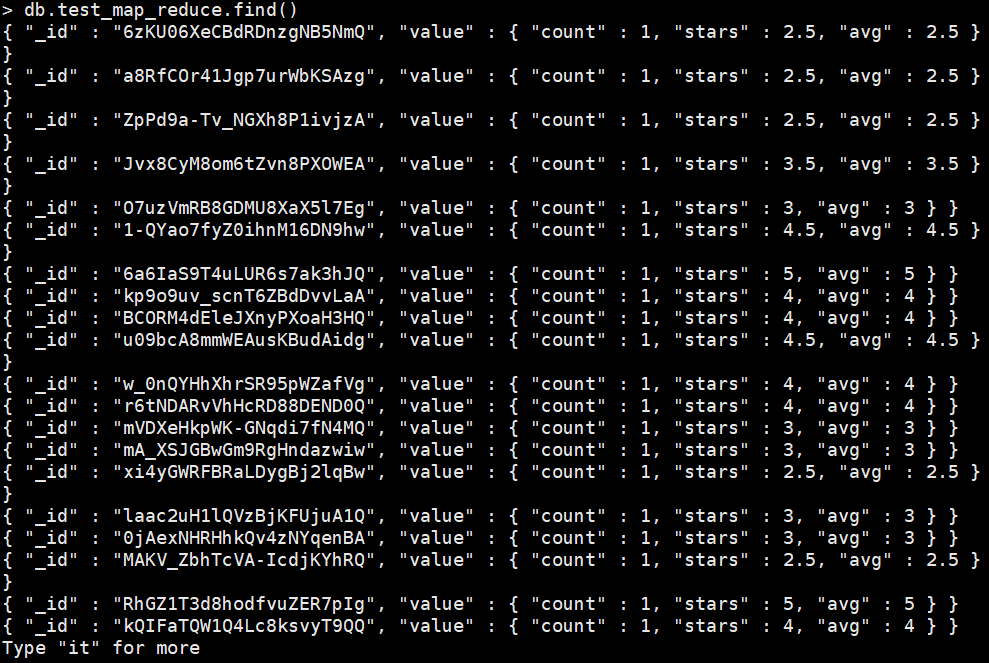 > db.test_map_reduce.find()
{ "_id" : "6zKU06XeCBdRDnzgNB5NmQ", "value" : { "count" : 1, "stars" : 2.5, "avg" : 2.5 }
}
{ "_id" : "a8RfCOr41Jgp7urWbKSAzg", "value" : { "count" : 1, "stars" : 2.5, "avg" : 2.5 }
}
{ "_id" : "ZpPd9a-Tv_NGXh8P1ivjzA", "value" : { "count" : 1, "stars" : 2.5, "avg" : 2.5 }
}
{ "_id" : "Jvx8CyM8om6tZvn8PXOWEA", "value" : { "count" : 1, "stars" : 3.5, "avg" : 3.5 }
}
{ "_id" : "O7uzVmRB8GDMU8XaX5l7Eg", "value" : { "count" : 1, "stars" : 3, "avg" : 3 } }
{ "_id" : "1-QYao7fyZ0ihnM16DN9hw", "value" : { "count" : 1, "stars" : 4.5, "avg" : 4.5 }
}
{ "_id" : "6a6IaS9T4uLUR6s7ak3hJQ", "value" : { "count" : 1, "stars" : 5, "avg" : 5 } }
{ "_id" : "kp9o9uv_scnT6ZBdDvvLaA", "value" : { "count" : 1, "stars" : 4, "avg" : 4 } }
{ "_id" : "BCORM4dEleJXnyPXoaH3HQ", "value" : { "count" : 1, "stars" : 4, "avg" : 4 } }
{ "_id" : "u09bcA8mmWEAusKBudAidg", "value" : { "count" : 1, "stars" : 4.5, "avg" : 4.5 }
}
{ "_id" : "w_0nQYHhXhrSR95pWZafVg", "value" : { "count" : 1, "stars" : 4, "avg" : 4 } }
{ "_id" : "r6tNDARvVhHcRD88DEND0Q", "value" : { "count" : 1, "stars" : 4, "avg" : 4 } }
{ "_id" : "mVDXeHkpWK-GNqdi7fN4MQ", "value" : { "count" : 1, "stars" : 3, "avg" : 3 } }
{ "_id" : "mA_XSJGBwGm9RgHndazwiw", "value" : { "count" : 1, "stars" : 3, "avg" : 3 } }
{ "_id" : "xi4yGWRFBRaLDygBj2lqBw", "value" : { "count" : 1, "stars" : 2.5, "avg" : 2.5 }
}
{ "_id" : "laac2uH1lQVzBjKFUjuA1Q", "value" : { "count" : 1, "stars" : 3, "avg" : 3 } }
{ "_id" : "0jAexNHRHhkQv4zNYqenBA", "value" : { "count" : 1, "stars" : 3, "avg" : 3 } }
{ "_id" : "MAKV_ZbhTcVA-IcdjKYhRQ", "value" : { "count" : 1, "stars" : 2.5, "avg" : 2.5 }
}
{ "_id" : "RhGZ1T3d8hodfvuZER7pIg", "value" : { "count" : 1, "stars" : 5, "avg" : 5 } }
{ "_id" : "kQIFaTQW1Q4Lc8ksvyT9QQ", "value" : { "count" : 1, "stars" : 4, "avg" : 4 } }
Type "it" for more